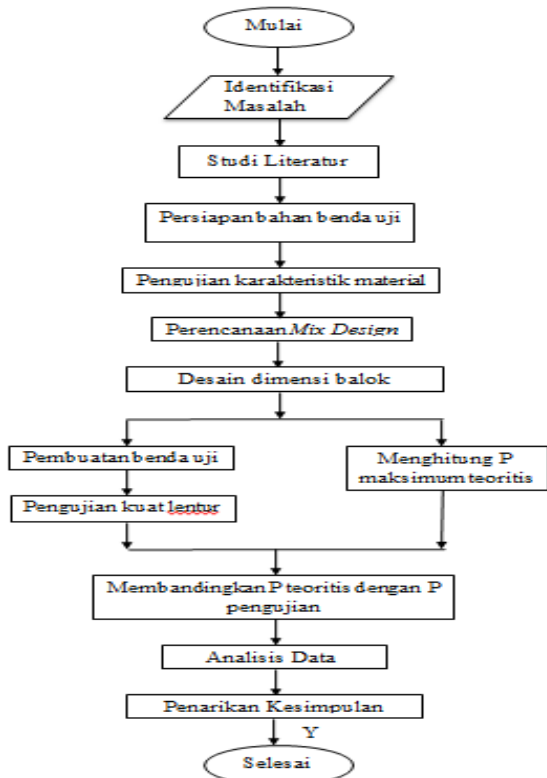 Mulai
Identifikasi
Masalah
Studi Literatur
Persiapan bahan benda uji
Pengujian karakteristik material
Perencanaan Mix Design
Desain dimensi balok
Pembuatan benda uji
Pengujian kuat lentur
Menghitung P
maksimum teoritis
Membandingkan P teoritis dengan P
pengujian
Analisis Data
Penarikan Kesimpulan
Y
Selesai